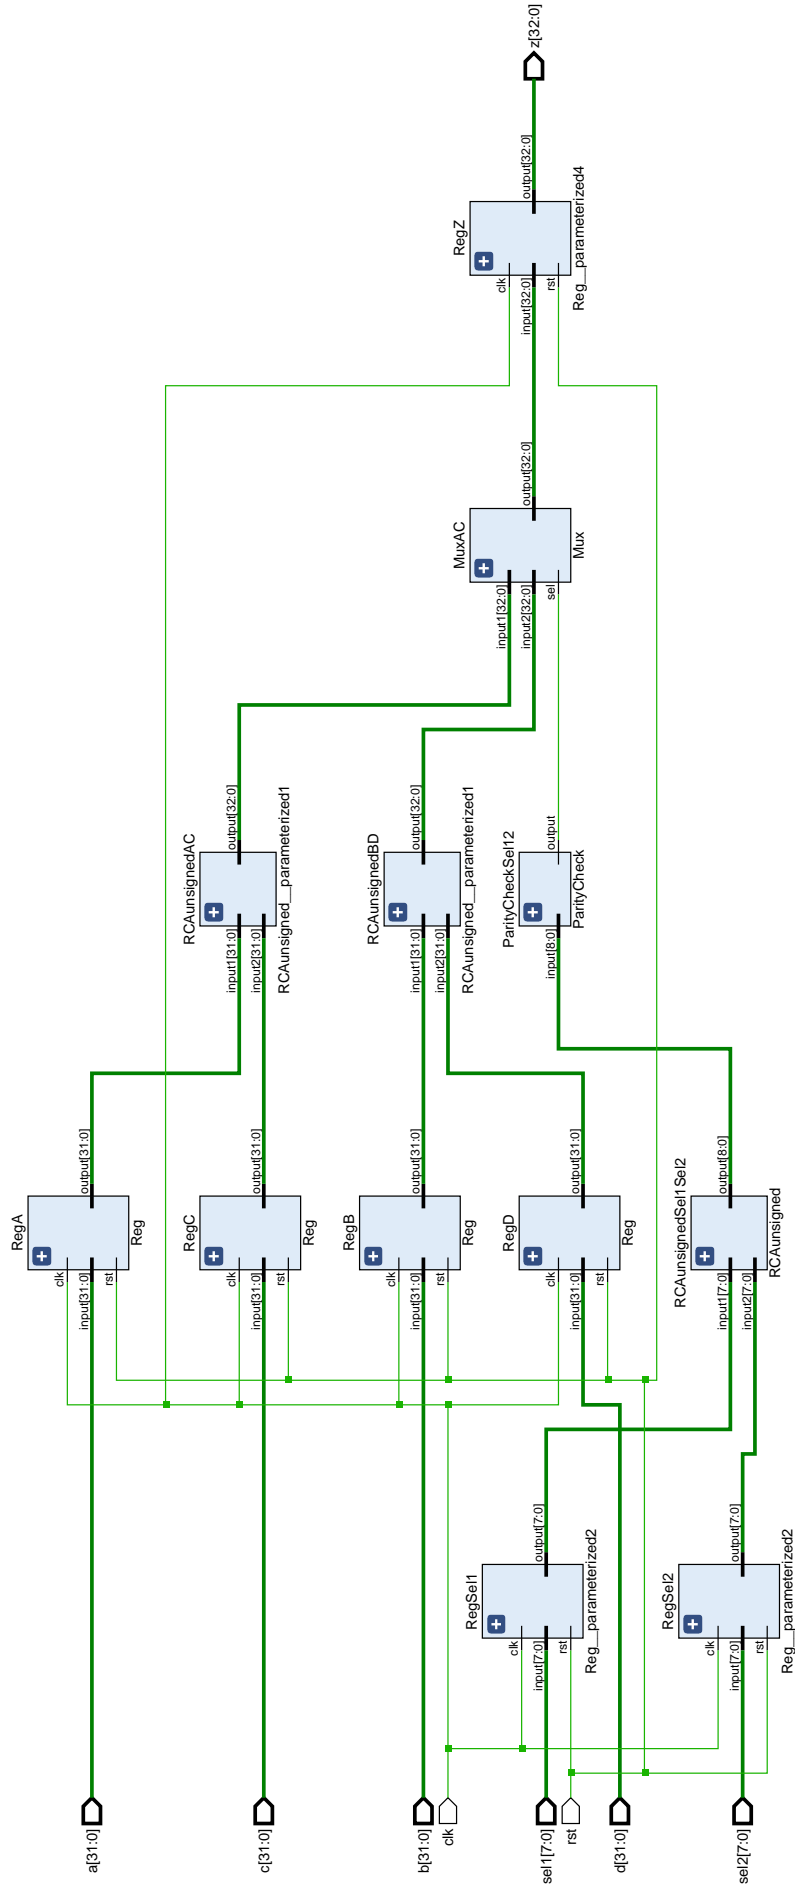 a[31:0]
c[31:0]
b[31:0]
clk
sel1[7:0]
rst
d[31:0]
sel2[7:0]
RegSel1
clk
input[7:0]
rst
output[7:0]
Reg__parameterized2
RegSel2
clk
input[7:0]
rst
output[7:0]
Reg__parameterized2
RegA
clk
input[31:0]
rst
output[31:0]
Reg
RegC
clk
input[31:0]
rst
output[31:0]
Reg
RegB
clk
input[31:0]
rst
output[31:0]
Reg
RegD
clk
input[31:0]
rst
output[31:0]
Reg
RCAunsignedSel1Sel2
input1[7:0]
input2[7:0]
output[8:0]
RCAunsigned
RCAunsignedAC
input1[31:0]
input2[31:0]
output[32:0]
RCAunsigned__parameterized1
RCAunsignedBD
input1[31:0]
input2[31:0]
output[32:0]
RCAunsigned__parameterized1
ParityCheckSel12
input[8:0]
output
ParityCheck
MuxAC
input1[32:0]
input2[32:0]
sel
output[32:0]
Mux
RegZ
clk
input[32:0]
rst
output[32:0]
Reg__parameterized4
z[32:0]